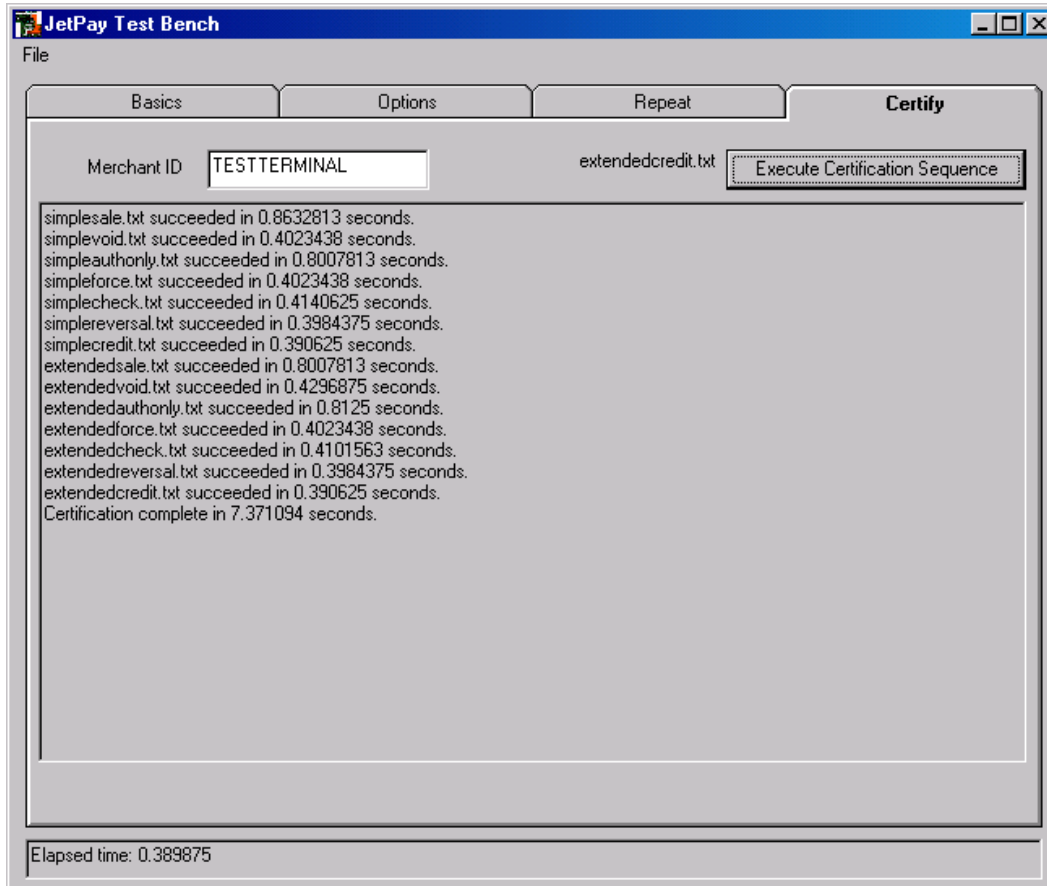 JetPay Test Bench
File
Basics Options Repeat Certify
Merchant ID TESTTERMINAL extendedcredit.txt Execute Certification Sequence
simplesale.txt succeeded in 0.8632813 seconds.
simplevoid.txt succeeded in 0.4023438 seconds.
simpleauthonly.txt succeeded in 0.8007813 seconds.
simpleforce.txt succeeded in 0.4023438 seconds.
simplecheck.txt succeeded in 0.4140625 seconds.
simplereversal.txt succeeded in 0.3984375 seconds.
simplecredit.txt succeeded in 0.390625 seconds.
extendedsale.txt succeeded in 0.8007813 seconds.
extendedvoid.txt succeeded in 0.4296875 seconds.
extendedauthonly.txt succeeded in 0.8125 seconds.
extendedforce.txt succeeded in 0.4023438 seconds.
extendedcheck.txt succeeded in 0.4101563 seconds.
extendedreversal.txt succeeded in 0.3984375 seconds.
extendedcredit.txt succeeded in 0.390625 seconds.
Certification complete in 7.371094 seconds.
Elapsed time: 0.389875